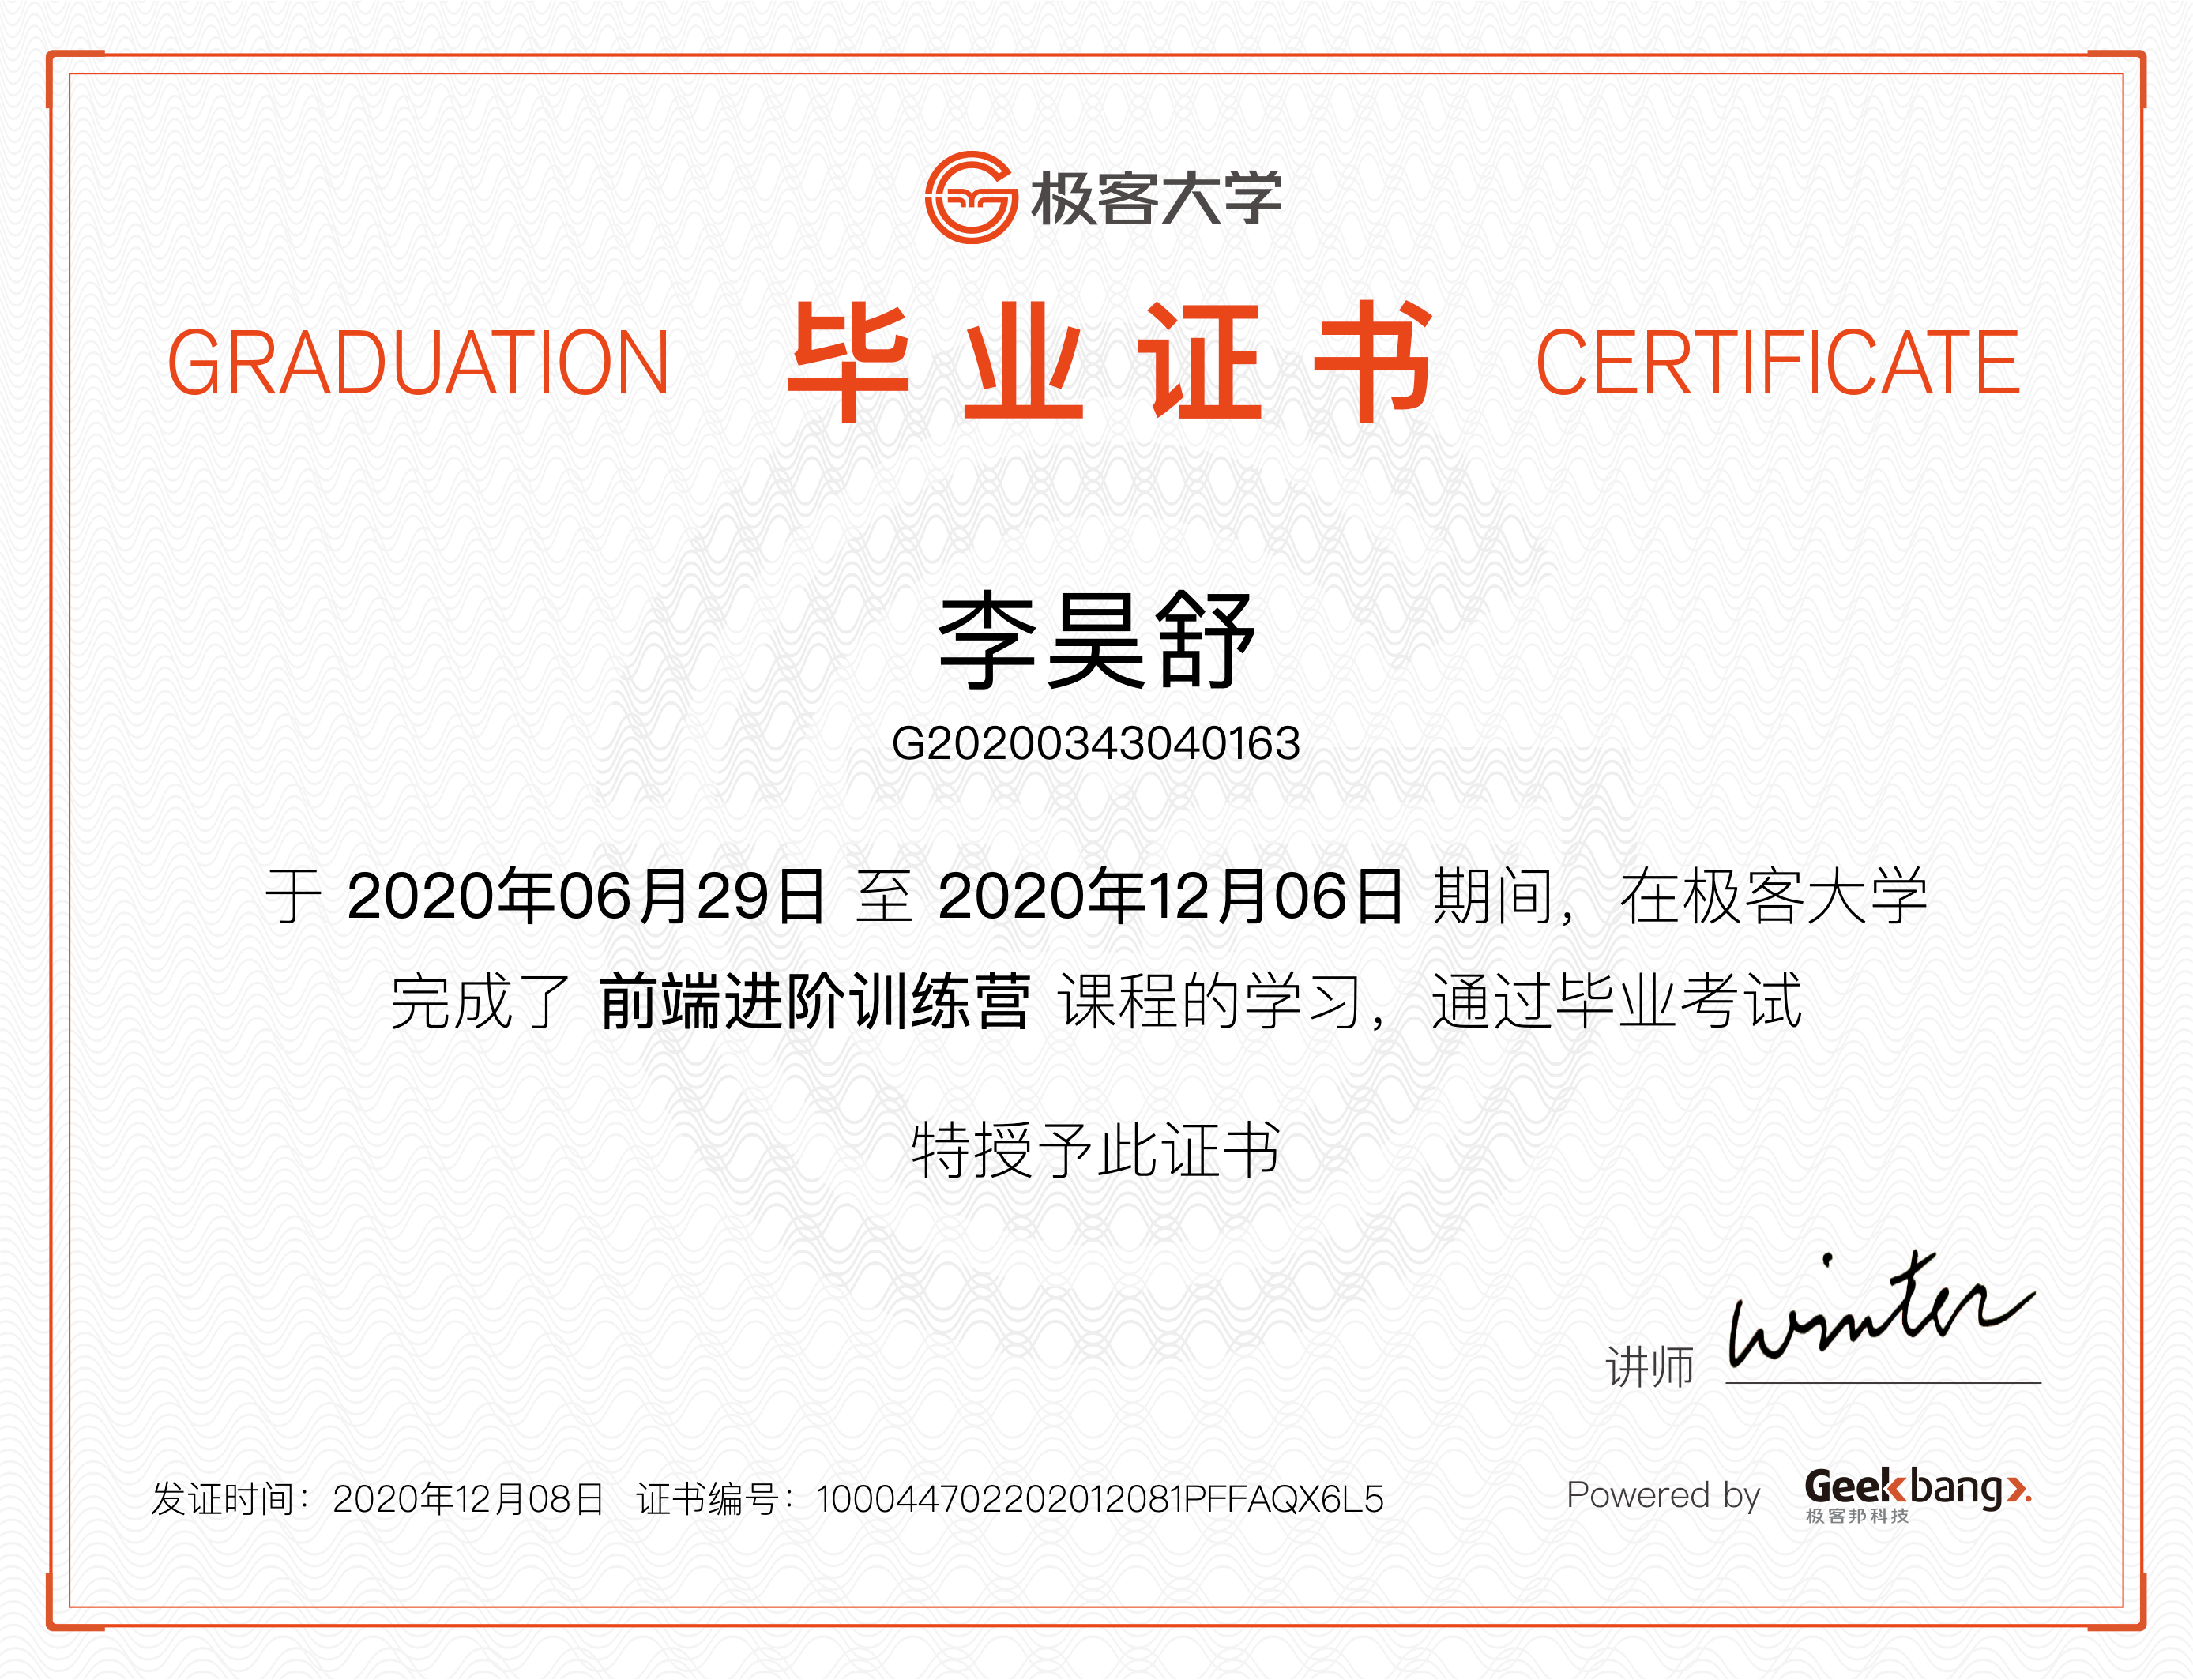 极客大学
GRADUATION 毕业证书 CERTIFICATE
李昊舒
G20200343040163
于 2020年06月29日 至 2020年12月06日 期间，在极客大学
完成了 前端进阶训练营 课程的学习，通过毕业考试
特授予此证书
讲师 winter
发证时间：2020年12月08日 证书编号：1000447022020120​81PFFAQX6L5 Powered by Geekbang>.
极客邦科技